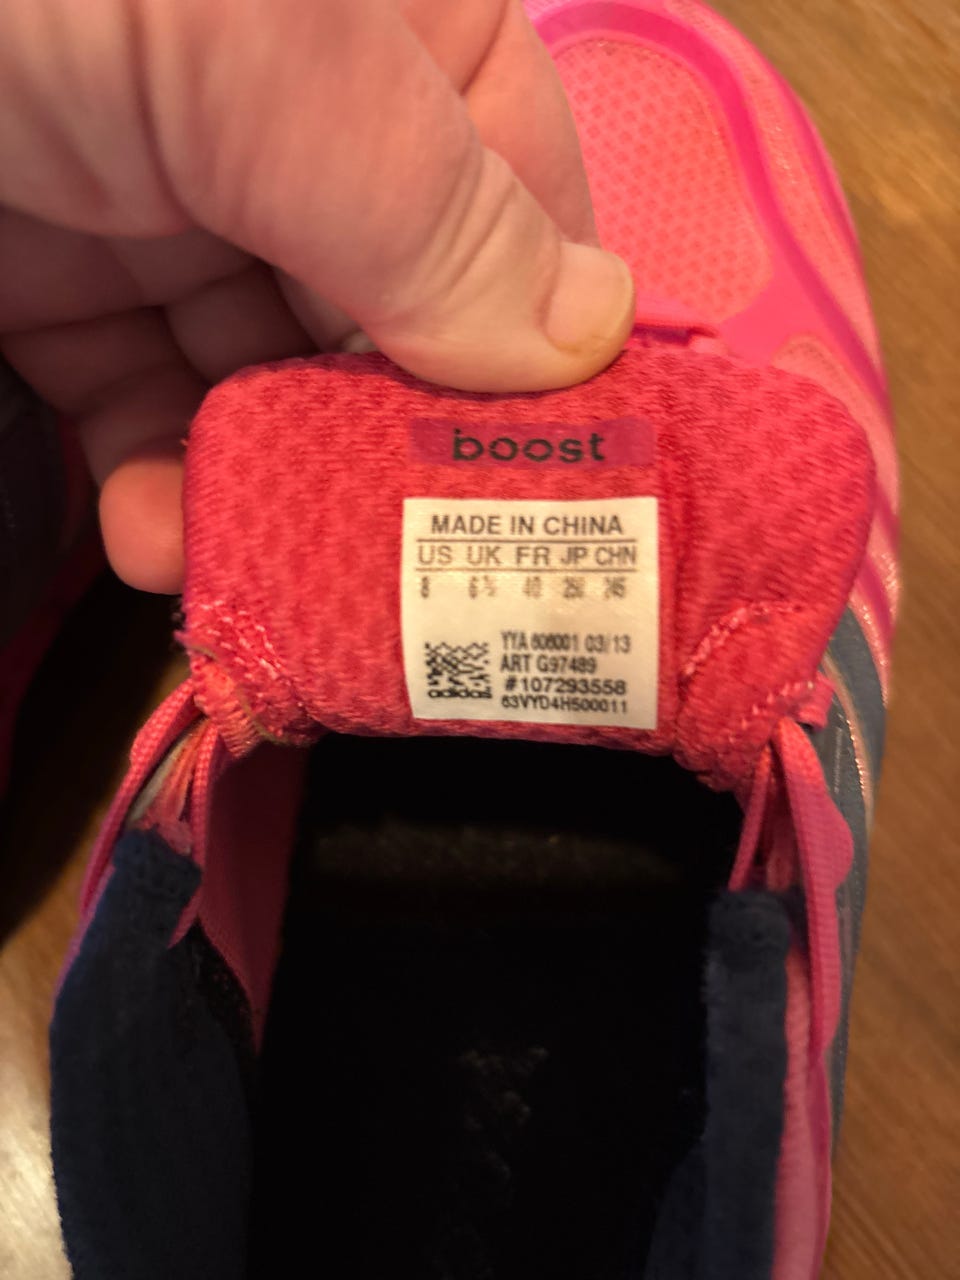 boost
MADE IN CHINA
US UK FR JP CHN
8 6½ 40 250 245
YYA 606001 03/13
ART G97489
#107293558
63VYD4H500011